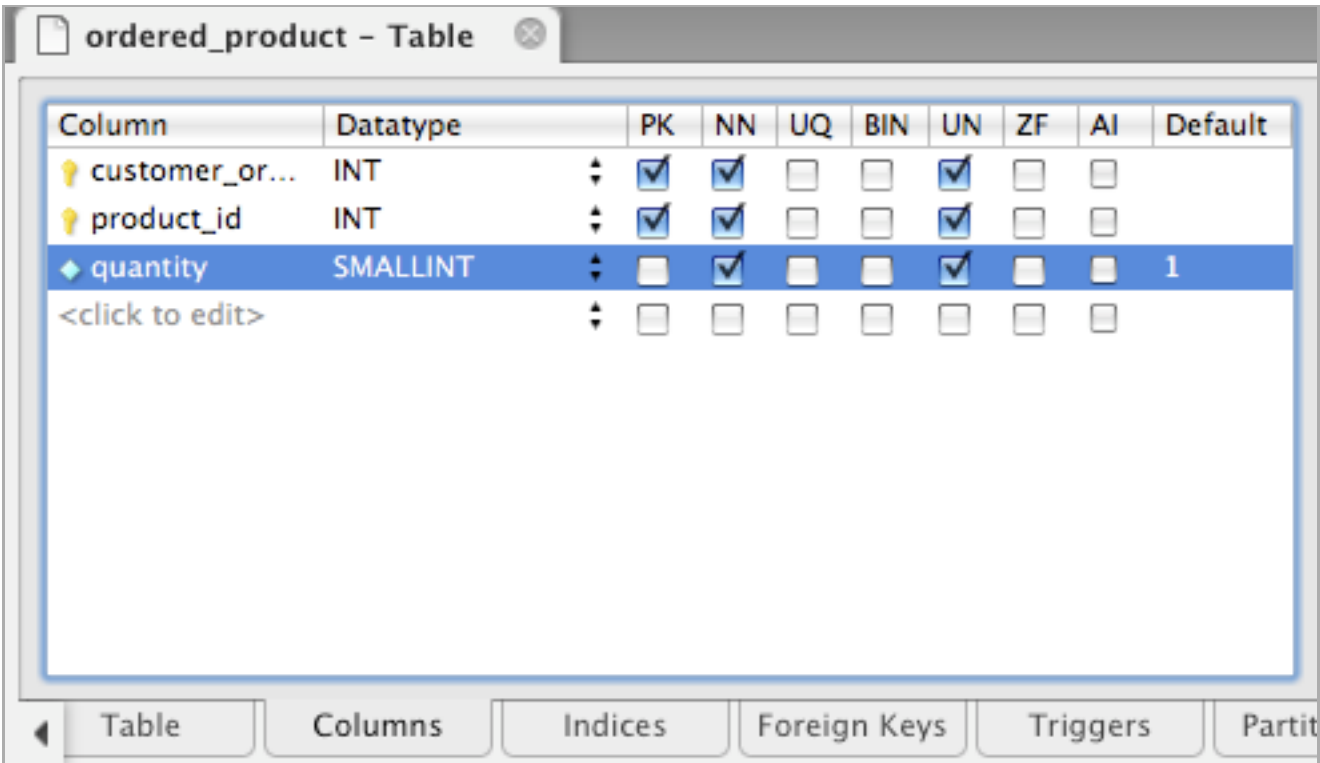 ordered_product – Table
Column Datatype PK NN UQ BIN UN ZF AI Default
customer_or... INT
product_id INT
quantity SMALLINT 1
<click to edit>
Table Columns Indices Foreign Keys Triggers Partit